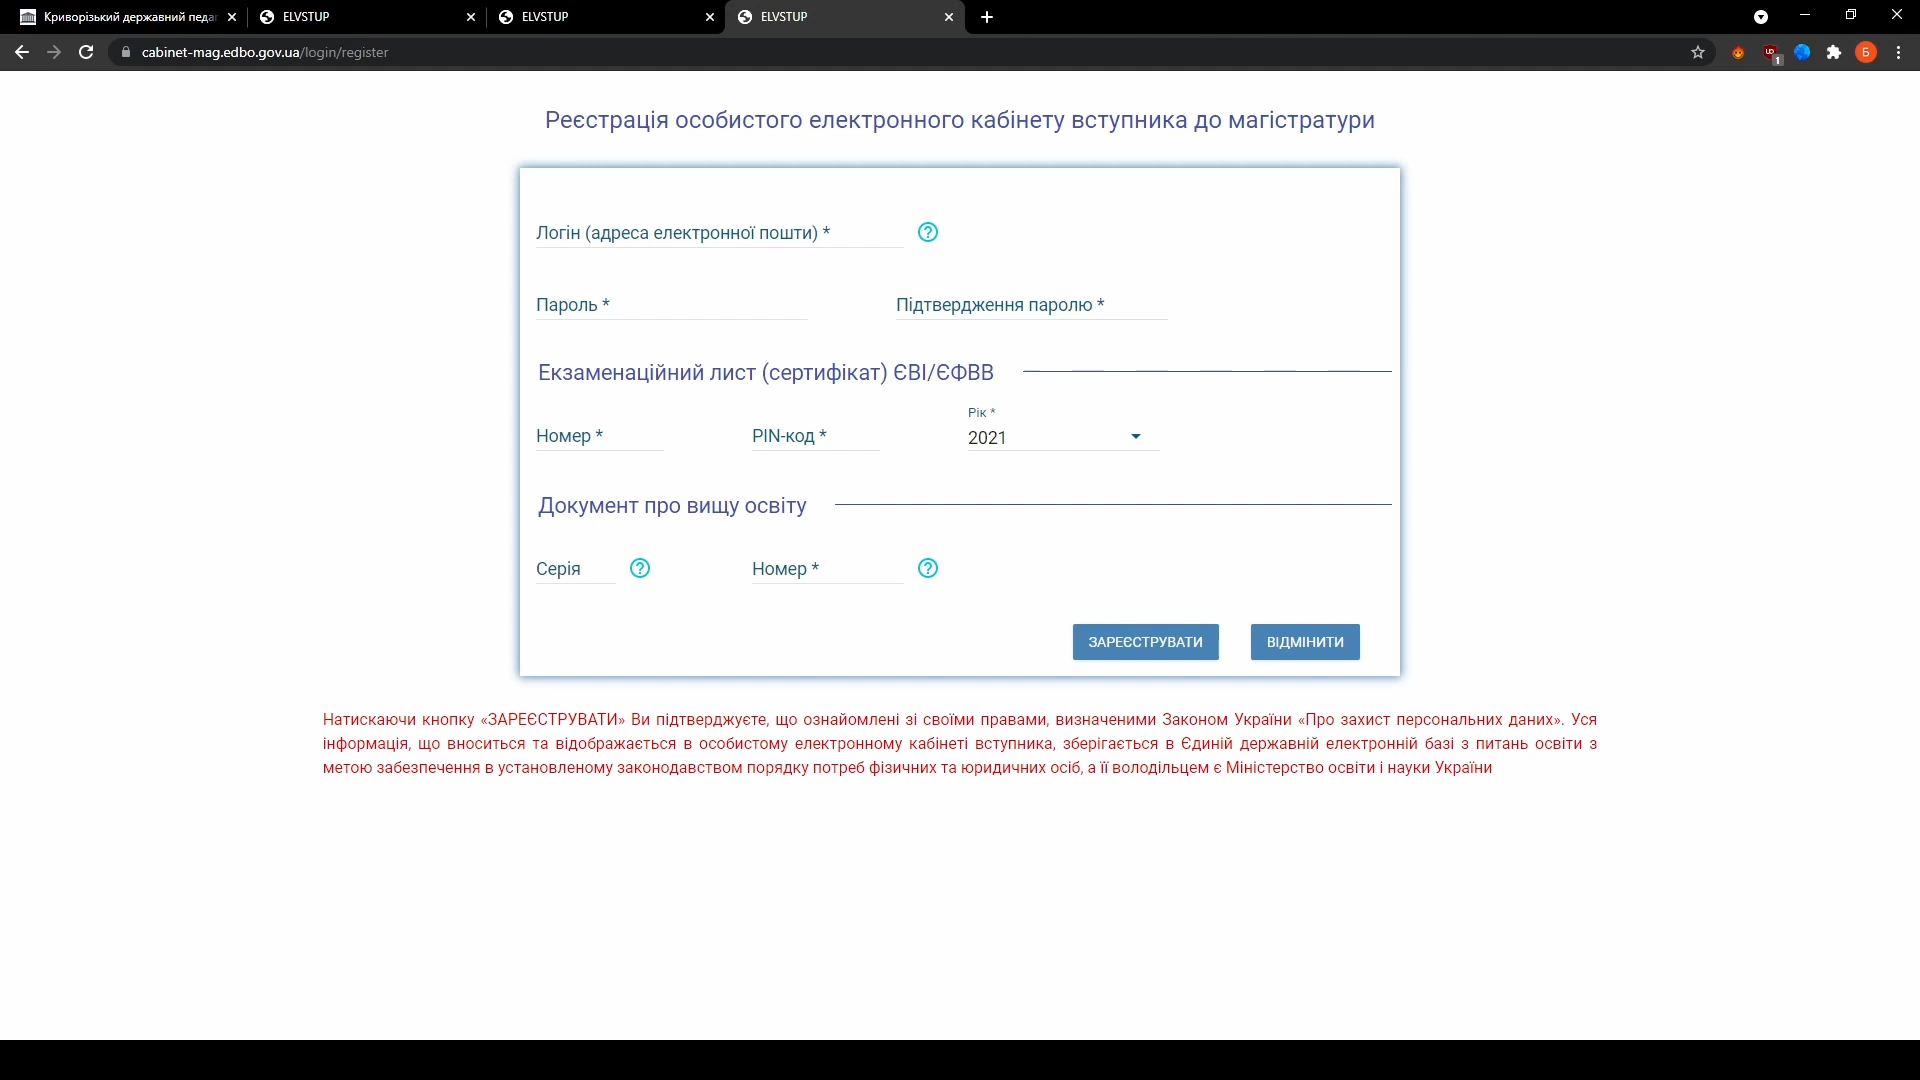 Криворізький державний педаг
ELVSTUP
ELVSTUP
ELVSTUP
cabinet-mag.edbo.gov.ua/login/register
1
Б
Реєстрація особистого електронного кабінету вступника до магістратури
Логін (адреса електронної пошти) *
Пароль *
Підтвердження паролю *
Екзаменаційний лист (сертифікат) ЄВІ/ЄФВВ
Номер *
PIN-код *
Рік *
2021
Документ про вищу освіту
Серія
Номер *
ЗАРЕЄСТРУВАТИ
ВІДМІНИТИ
Натискаючи кнопку «ЗАРЕЄСТРУВАТИ» Ви підтверджуєте, що ознайомлені зі своїми правами, визначеними Законом України «Про захист персональних даних». Уся
інформація, що вноситься та відображається в особистому електронному кабінеті вступника, зберігається в Єдиній державній електронній базі з питань освіти з
метою забезпечення в установленому законодавством порядку потреб фізичних та юридичних осіб, а її володільцем є Міністерство освіти і науки України